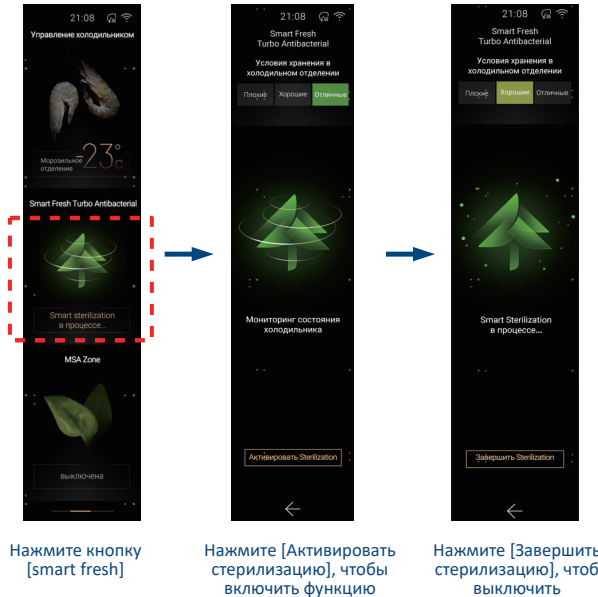 21:08
Управление холодильником
Морозильное
отделение
-23°c
Smart Fresh Turbo Antibacterial
Smart sterilization
в процессе...
MSA Zone
выключена
Нажмите кнопку
[smart fresh]
21:08
Smart Fresh
Turbo Antibacterial
Условия хранения в
холодильном отделении
Плохие Хорошие Отличные
Мониторинг состояния
холодильника
Активировать Sterilization
Нажмите [Активировать
стерилизацию], чтобы
включить функцию
21:08
Smart Fresh
Turbo Antibacterial
Условия хранения в
холодильном отделении
Плохие Хорошие Отличные
Smart Sterilization
в процессе...
Завершить Sterilization
Нажмите [Завершить
стерилизацию], чтоб
выключить